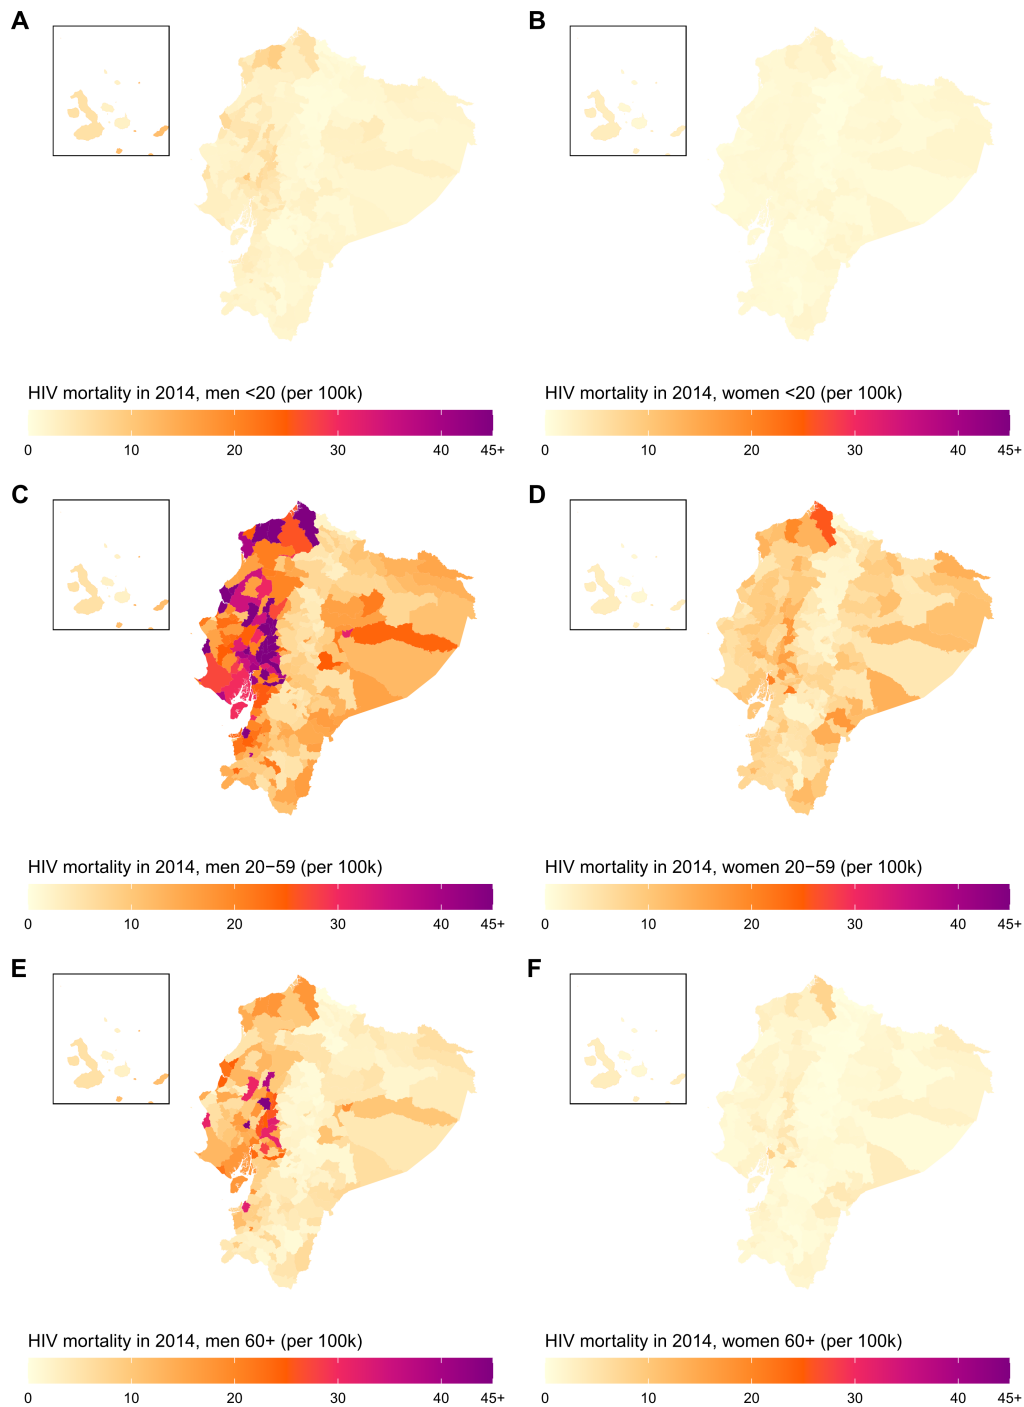 A
B
HIV mortality in 2014, men <20 (per 100k)
0 10 20 30 40 45+
HIV mortality in 2014, women <20 (per 100k)
0 10 20 30 40 45+
C
D
HIV mortality in 2014, men 20−59 (per 100k)
0 10 20 30 40 45+
HIV mortality in 2014, women 20−59 (per 100k)
0 10 20 30 40 45+
E
F
HIV mortality in 2014, men 60+ (per 100k)
0 10 20 30 40 45+
HIV mortality in 2014, women 60+ (per 100k)
0 10 20 30 40 45+